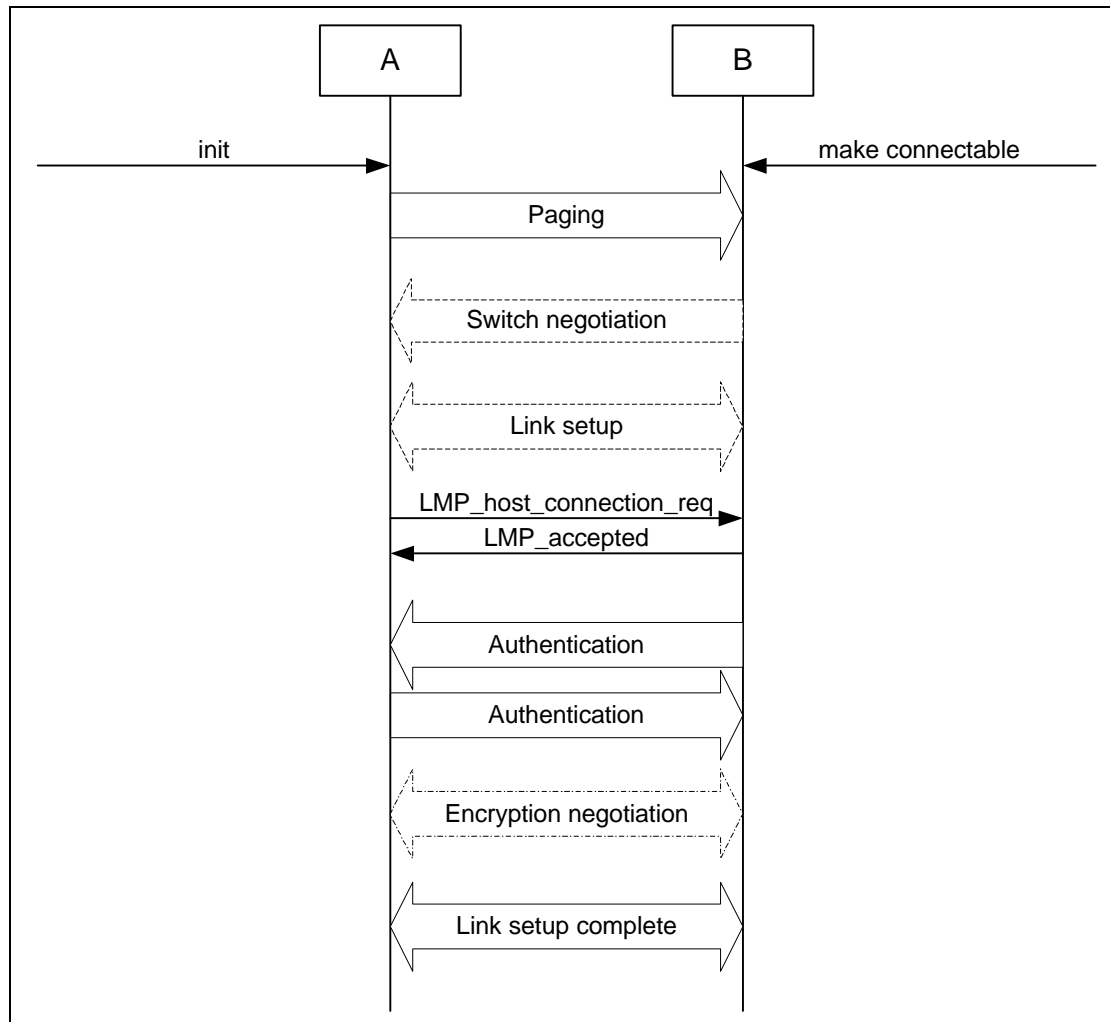 A
B
init
make connectable
Paging
Switch negotiation
Link setup
LMP_host_connection_req
LMP_accepted
Authentication
Authentication
Encryption negotiation
Link setup complete